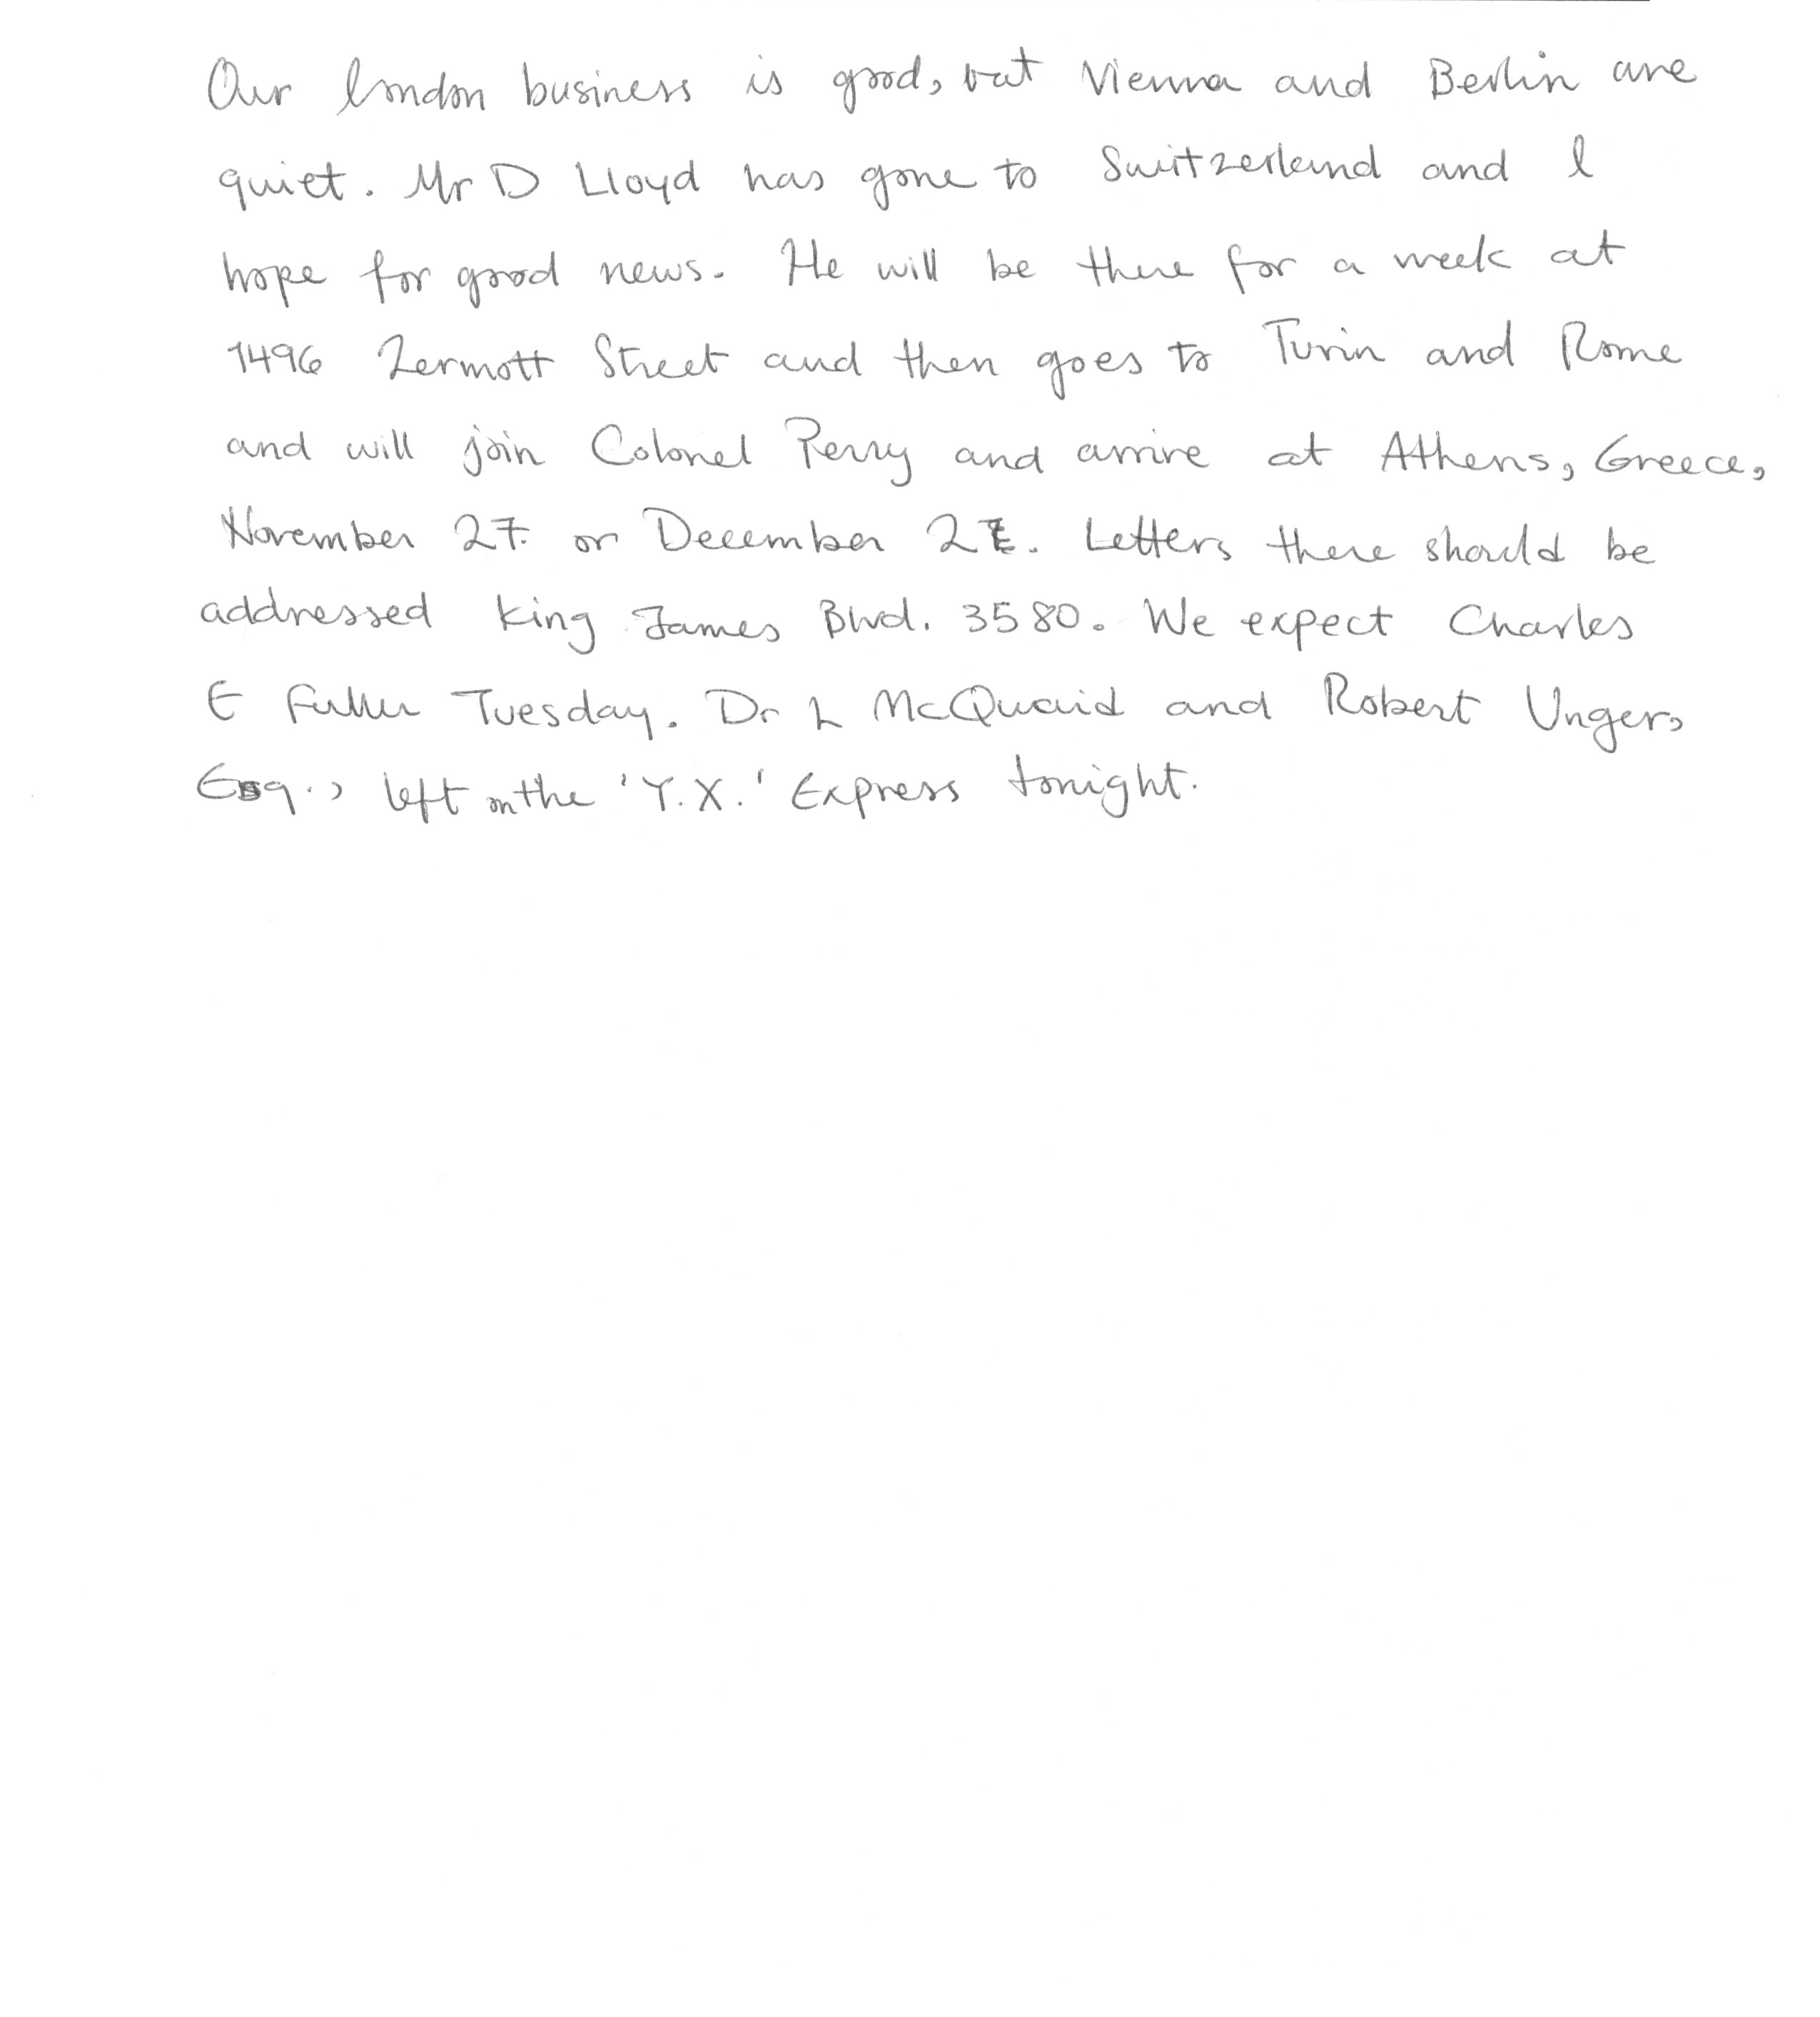 Our london business is good, but Vienna and Berlin are
quiet. Mr D Lloyd has gone to Switzerland and I
hope for good news. He will be there for a week at
1496 Zermott Street and then goes to Turin and Rome
and will join Colonel Perry and arrive at Athens, Greece,
November 27. or December 27. Letters there should be
addressed King James Blvd. 3580. We expect Charles
E Fuller Tuesday. Dr L McQuaid and Robert Unger,
Esq., left on the 'Y.X.' Express tonight.